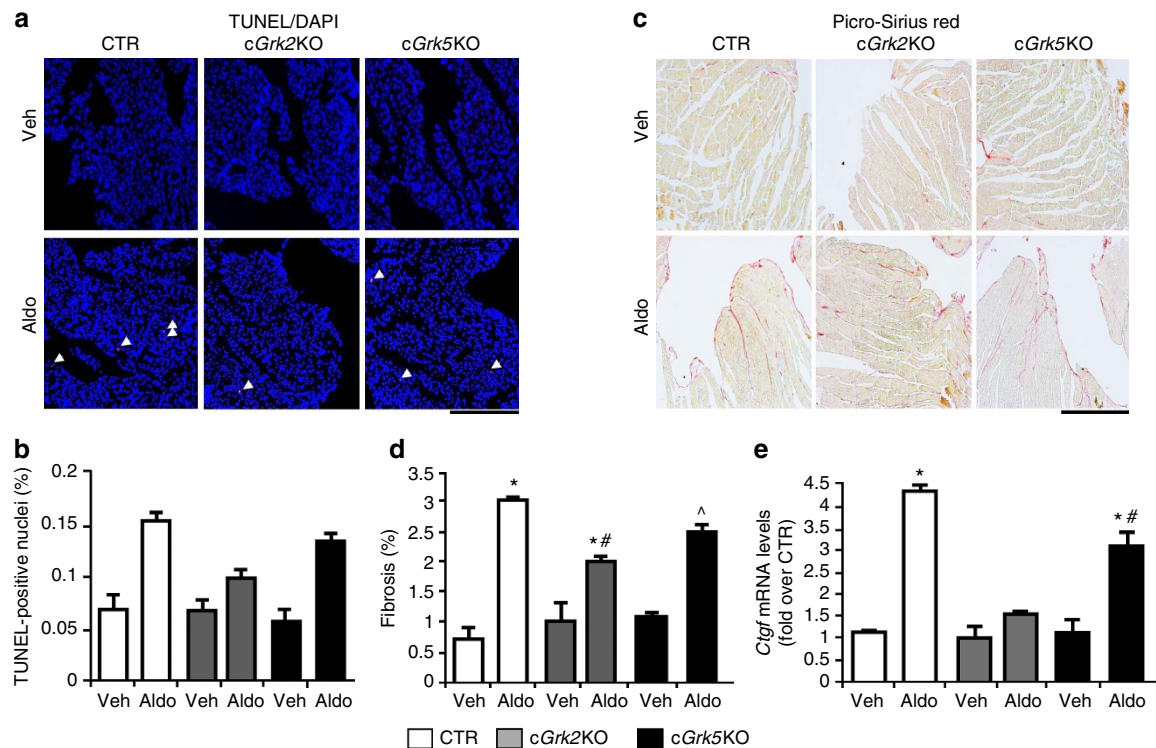 a
TUNEL/DAPI
CTR cGrk2KO cGrk5KO
Veh
Aldo
c
Picro-Sirius red
CTR cGrk2KO cGrk5KO
Veh
Aldo
b
TUNEL-positive nuclei (%)
0.2
0.15
0.1
0.05
0
Veh Aldo Veh Aldo Veh Aldo
d
Fibrosis (%)
3.5
3
2.5
2
1.5
1
0.5
0
*
*#
^
Veh Aldo Veh Aldo Veh Aldo
e
Ctgf mRNA levels
(fold over CTR)
4.5
4
3.5
3
2.5
2
1.5
1
0.5
0
*
*#
Veh Aldo Veh Aldo Veh Aldo
CTR cGrk2KO cGrk5KO